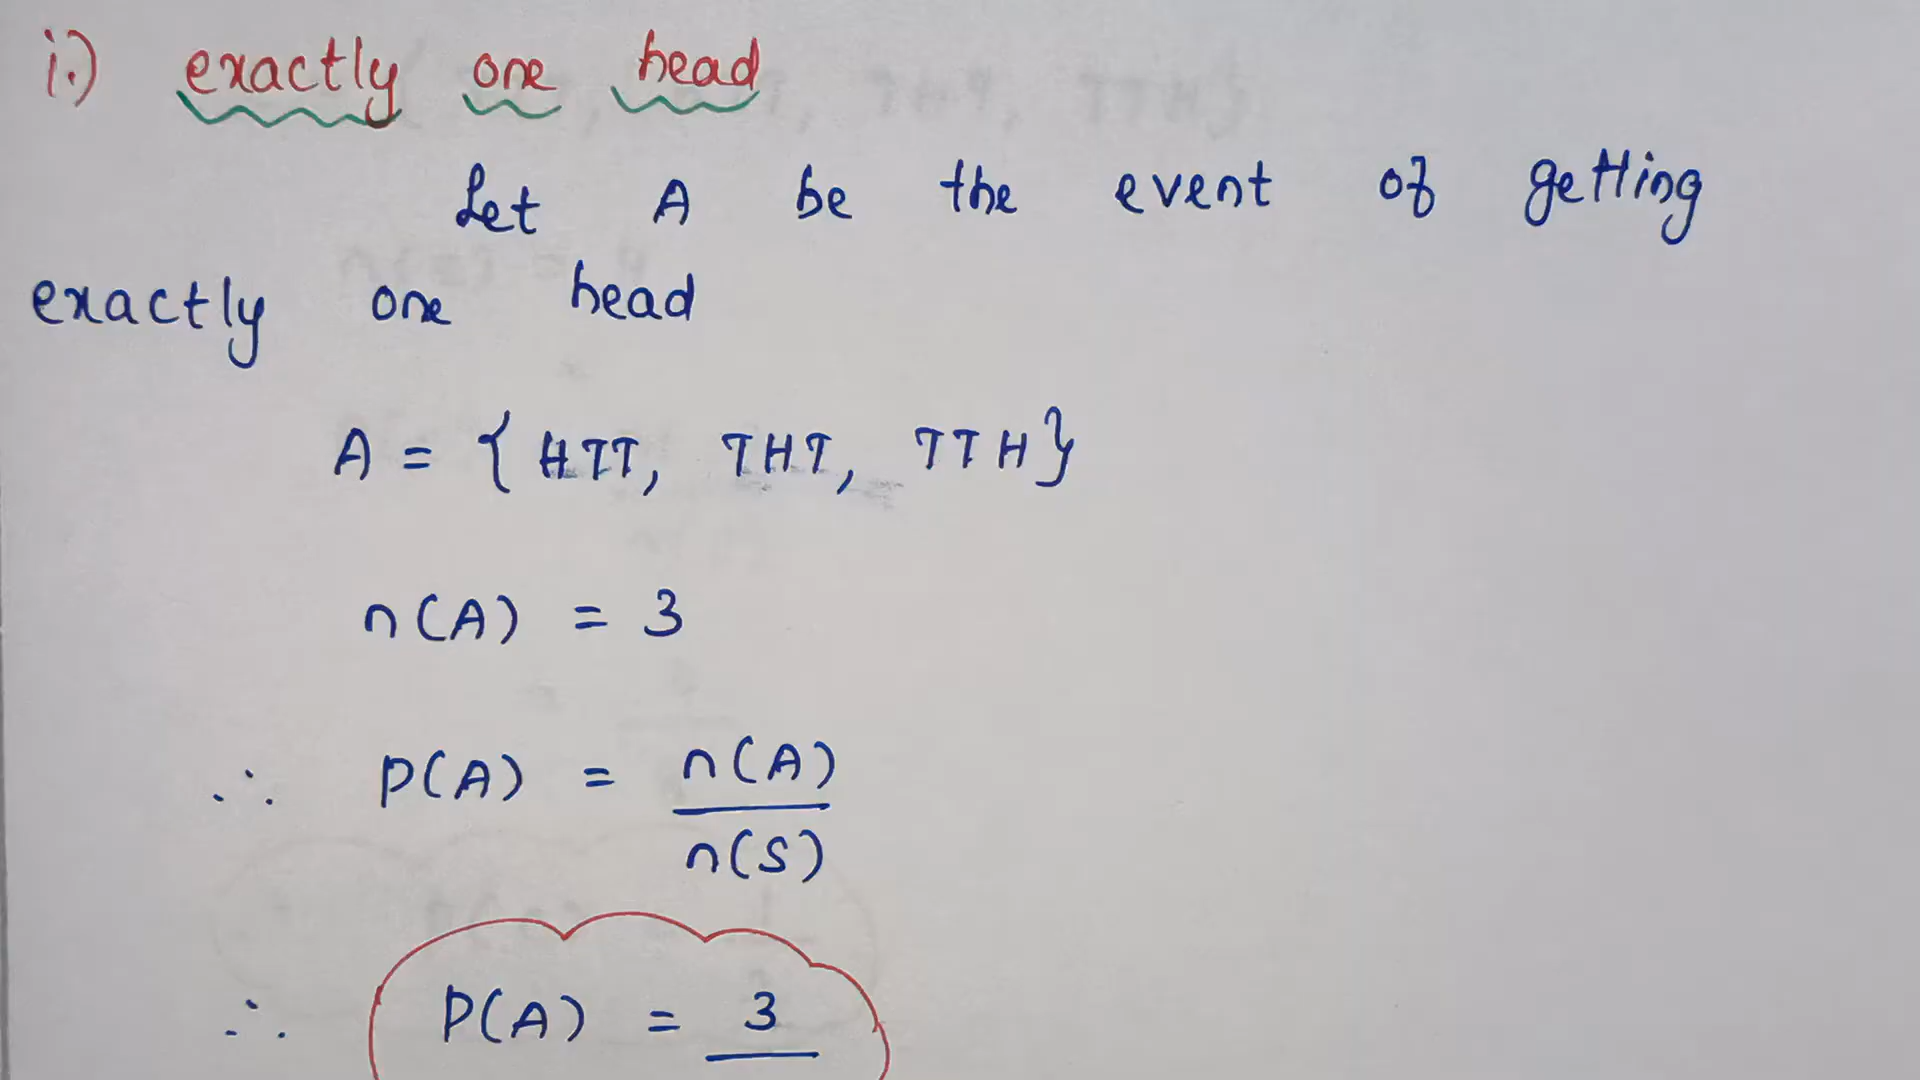 i.) exactly one head
Let A be the event of getting
exactly one head
A = { HTT, THT, TTH}
n(A) = 3
∴ P(A) = n(A)
n(S)
∴ P(A) = 3